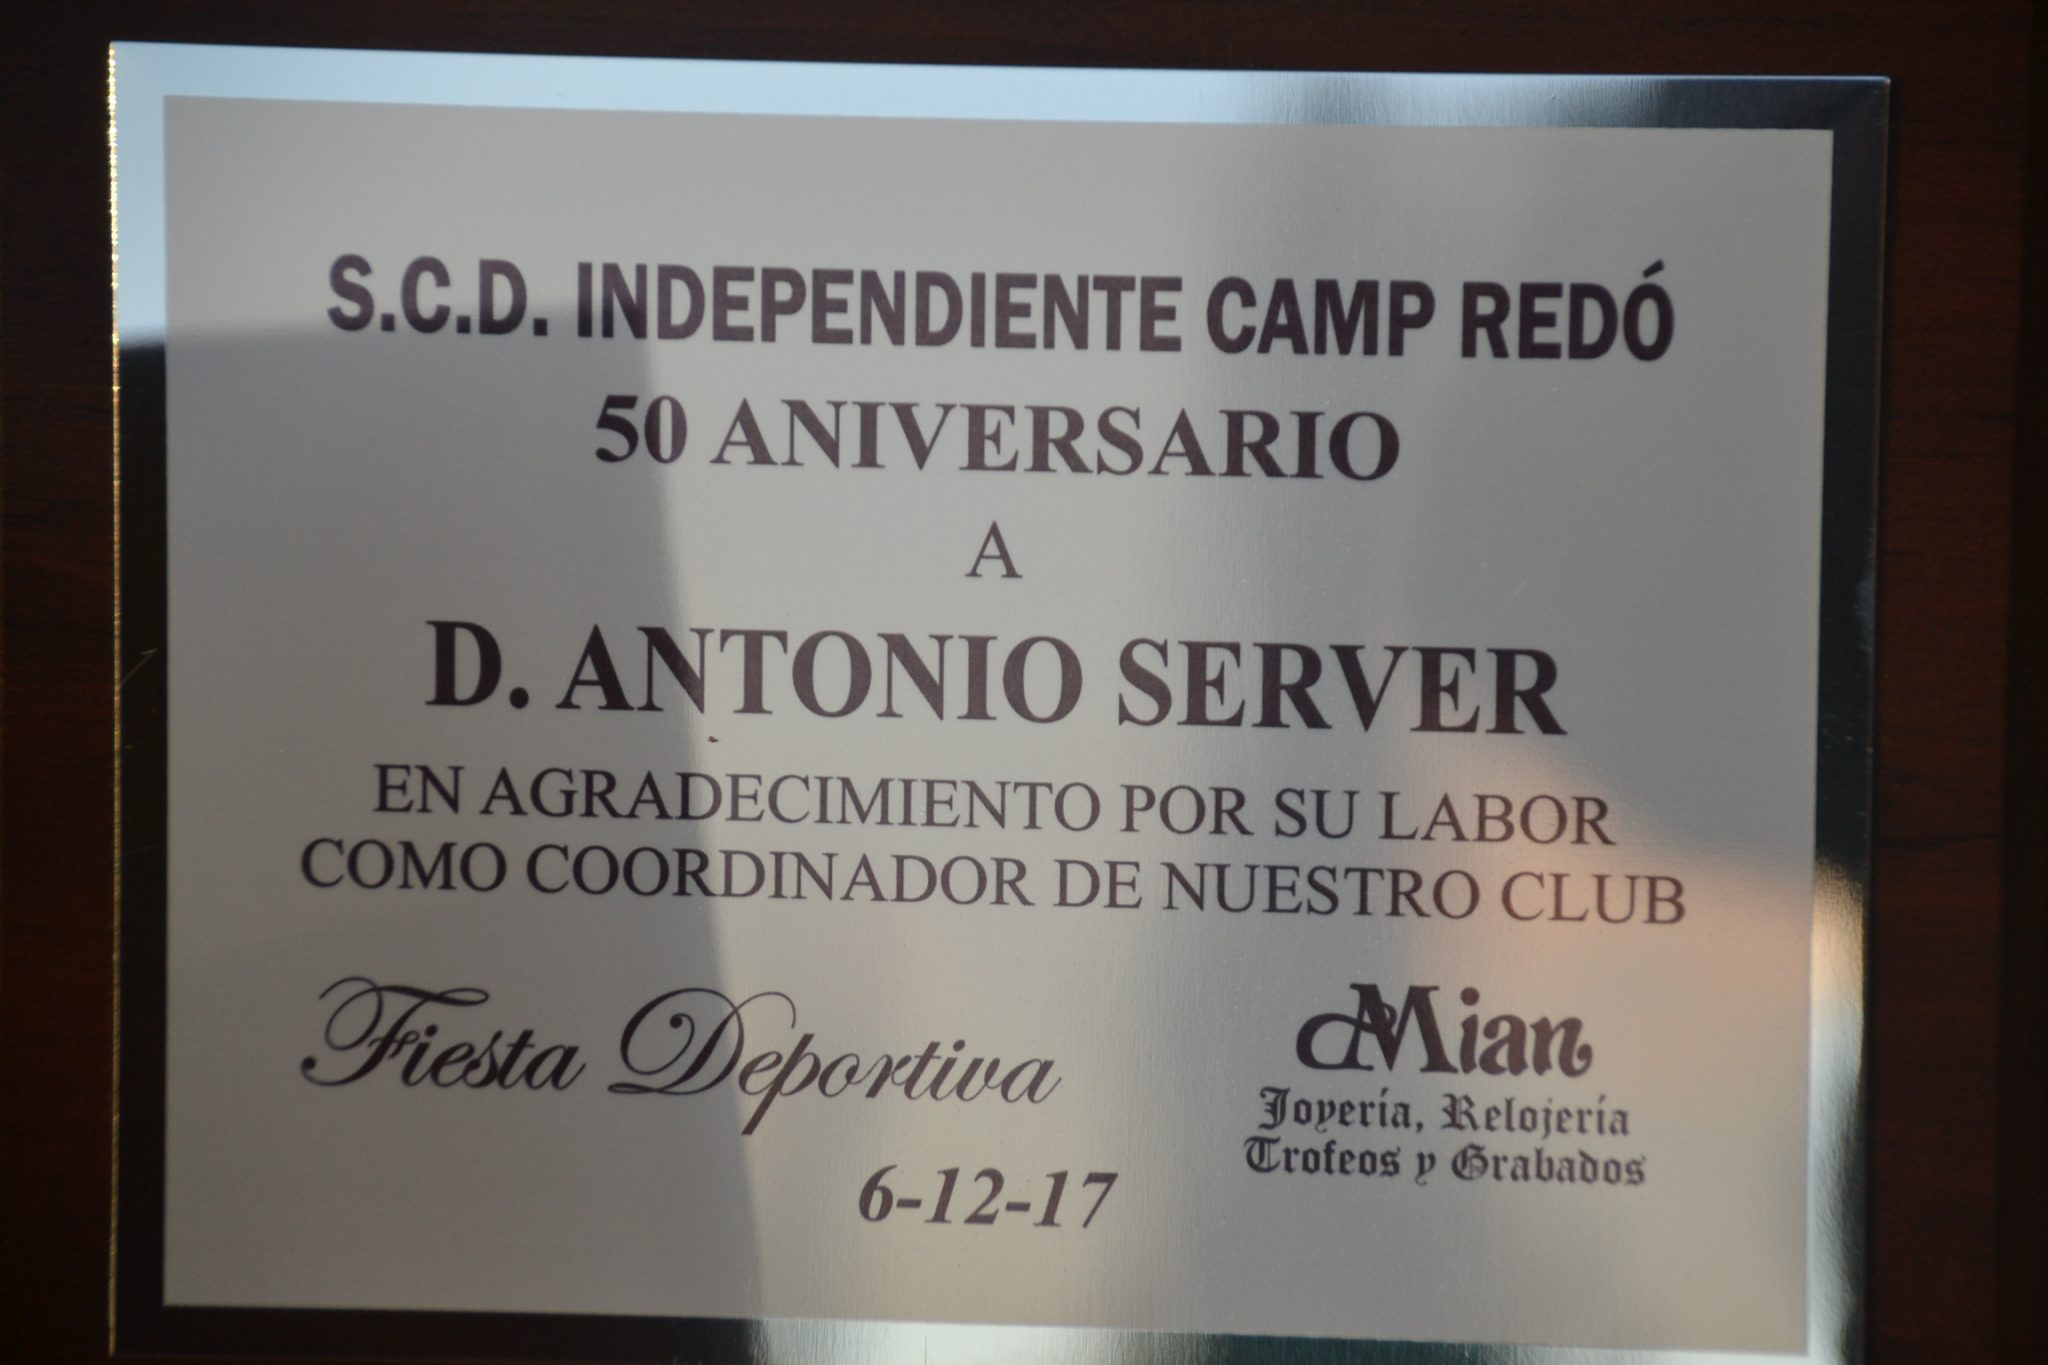 S.C.D. INDEPENDIENTE CAMP REDÓ
50 ANIVERSARIO
A
D. ANTONIO SERVER
EN AGRADECIMIENTO POR SU LABOR
COMO COORDINADOR DE NUESTRO CLUB
Fiesta Deportiva
6-12-17
Mian
Joyería, Relojería
Trofeos y Grabados